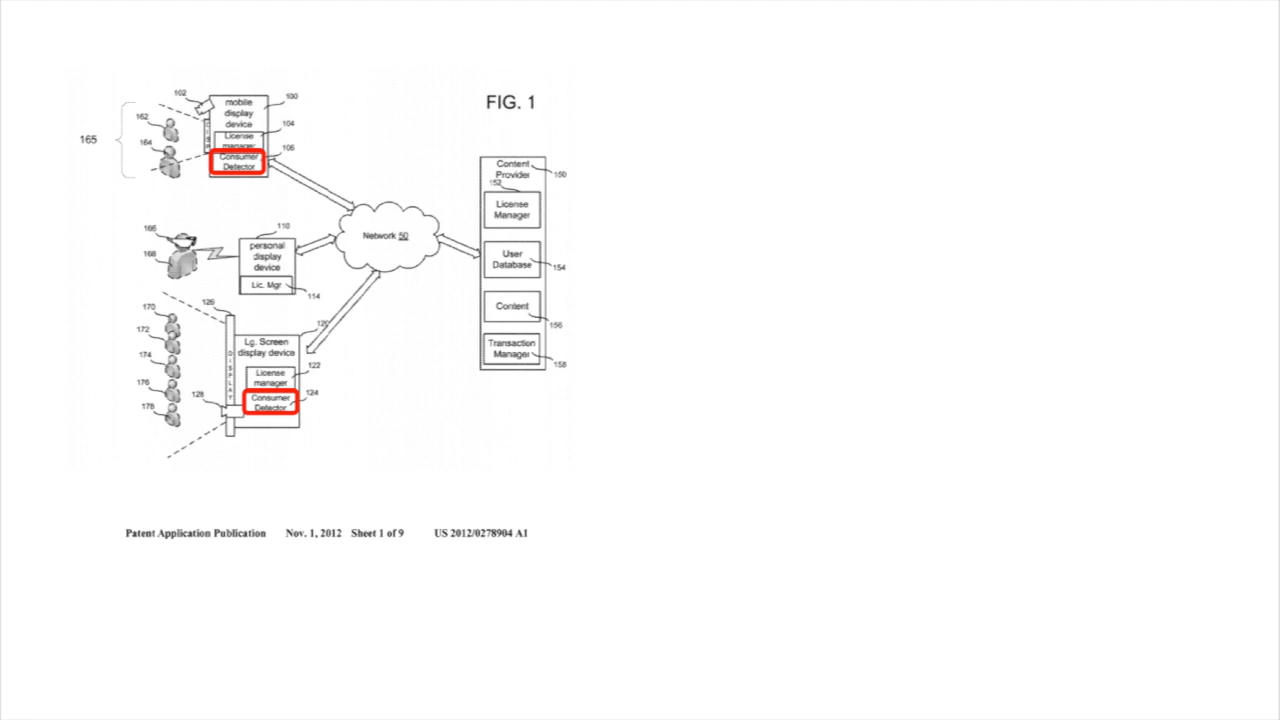 FIG. 1
165
102
100
mobile
display
device
162
164
104
License
manager
106
Consumer
Detector
Content
Provider
150
152
License
Manager
User
Database
154
Content
156
Transaction
Manager
158
Network 50
166
168
110
personal
display
device
Lic. Mgr
114
170
172
174
176
178
126
DISPLAY
128
120
Lg. Screen
display device
122
License
manager
124
Consumer
Detector
Patent Application Publication Nov. 1, 2012 Sheet 1 of 9 US 2012/0278904 A1